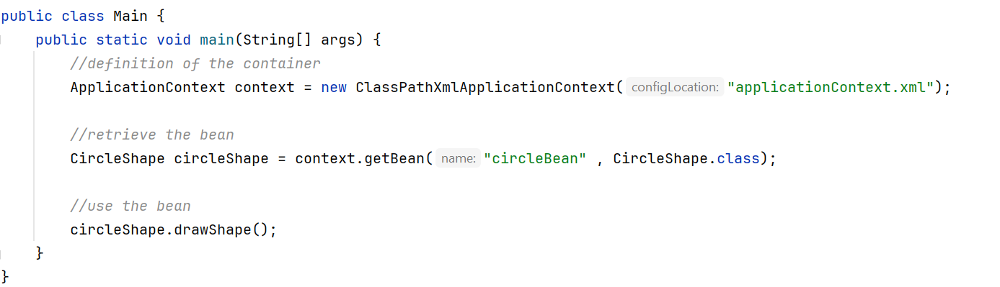 public class Main {
public static void main(String[] args) {
//definition of the container
ApplicationContext context = new ClassPathXmlApplicationContext( configLocation: "applicationContext.xml");
//retrieve the bean
CircleShape circleShape = context.getBean( name: "circleBean" , CircleShape.class);
//use the bean
circleShape.drawShape();
}
}